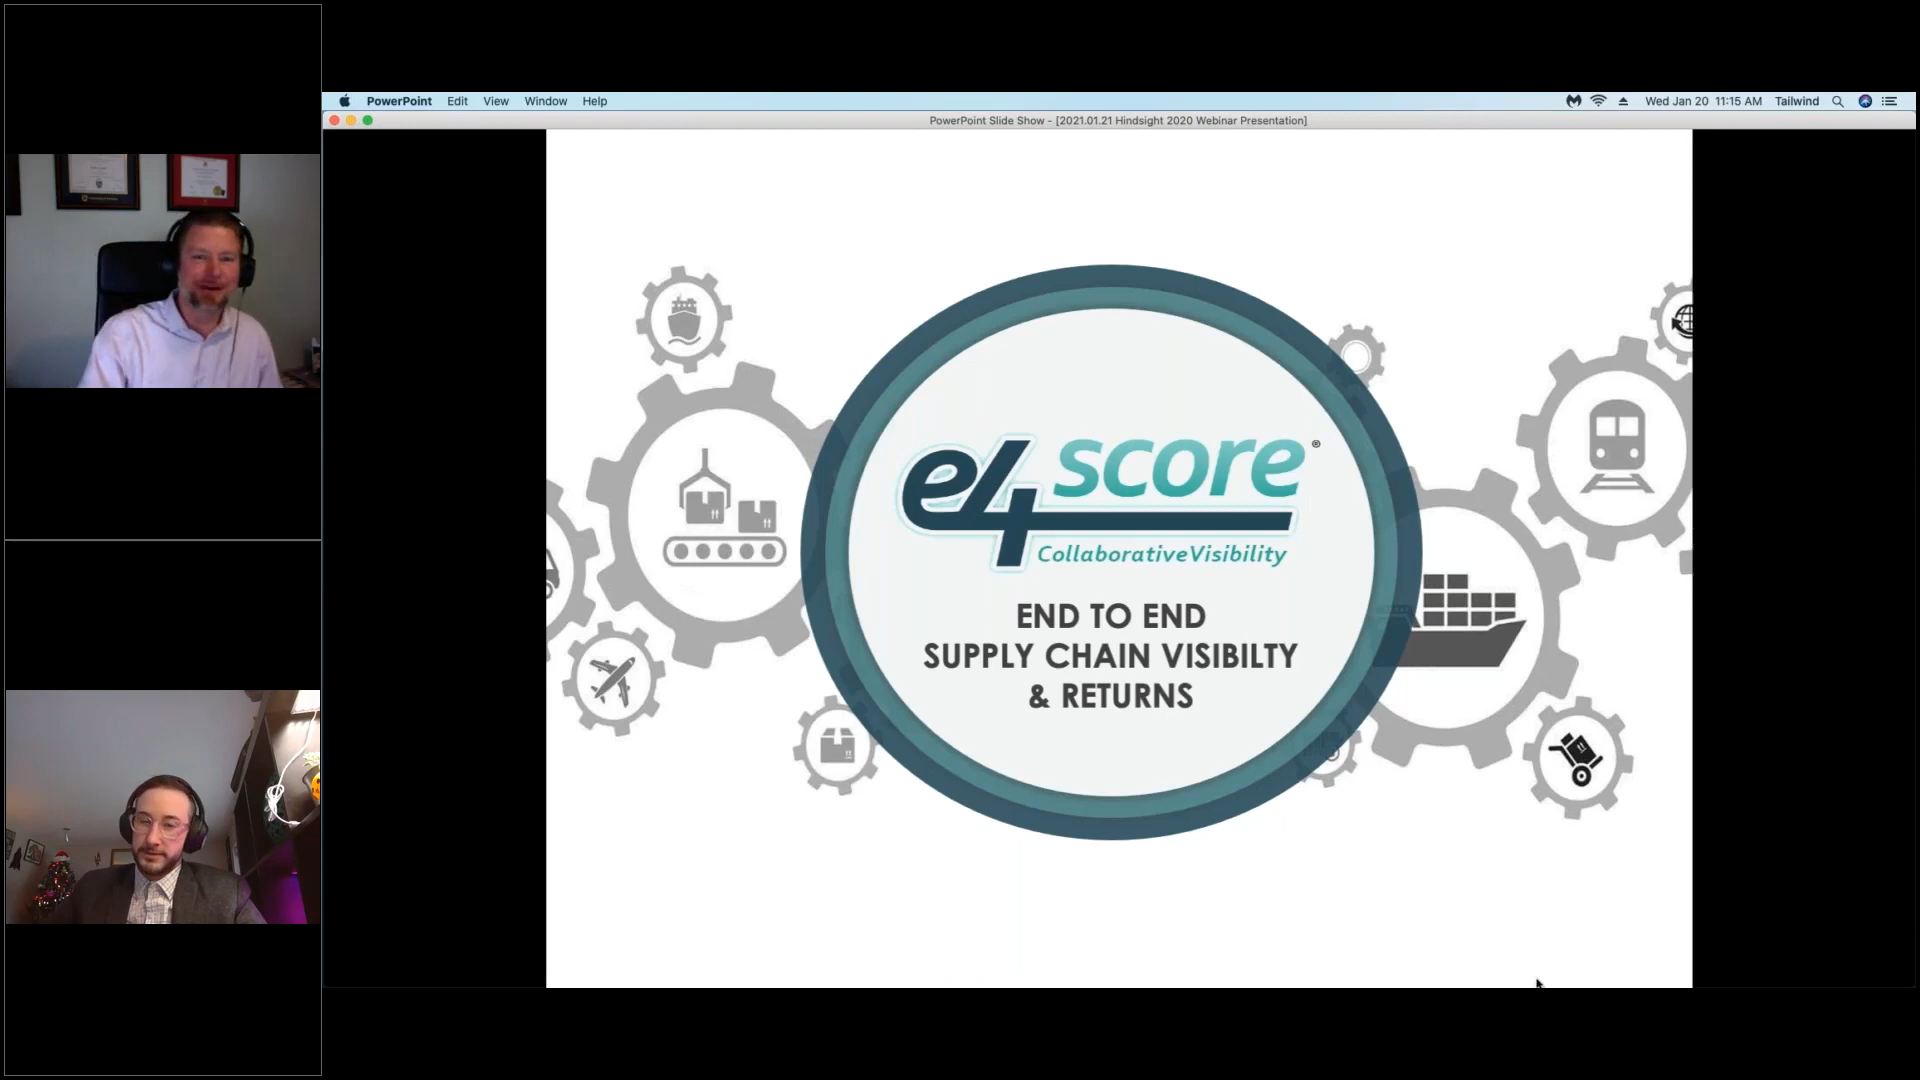 PowerPoint Edit View Window Help
Wed Jan 20 11:15 AM Tailwind
PowerPoint Slide Show - [2021.01.21 Hindsight 2020 Webinar Presentation]
e4score®
CollaborativeVisibility
END TO END
SUPPLY CHAIN VISIBILTY
& RETURNS